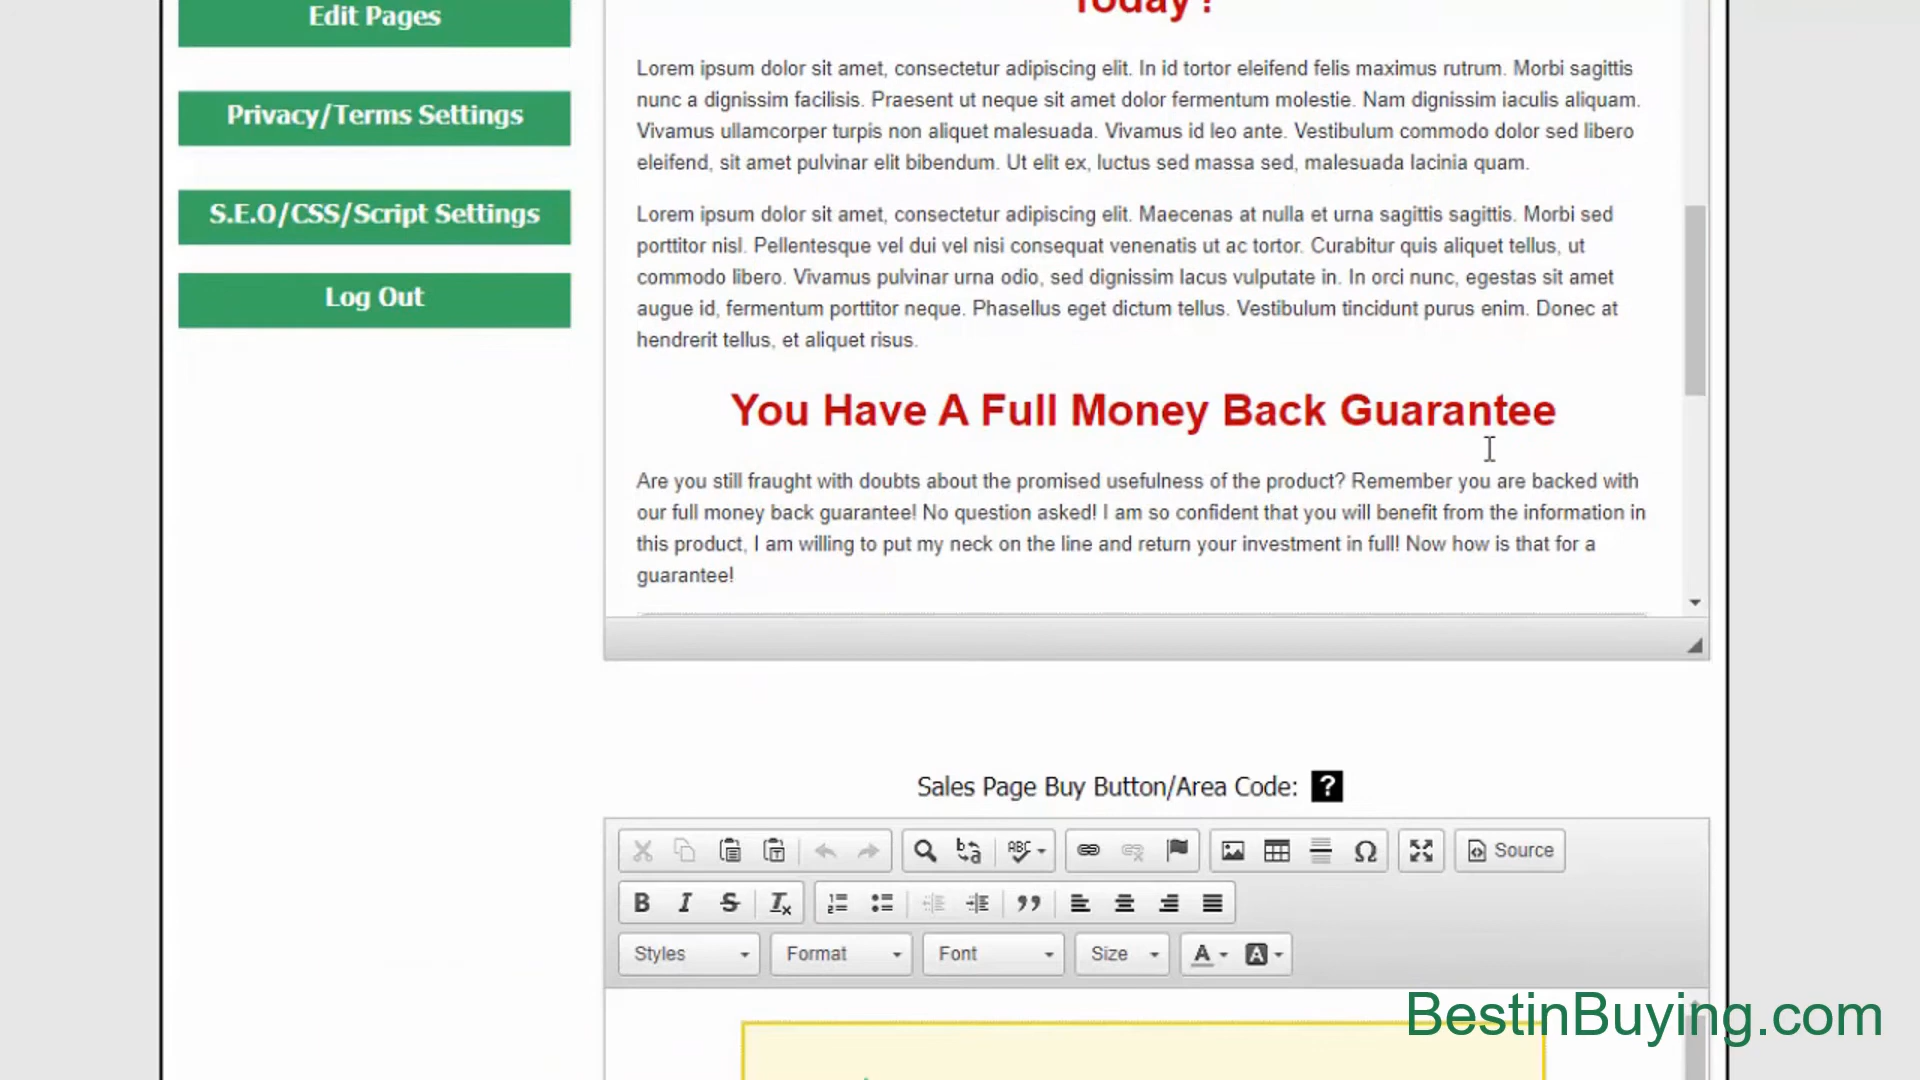 Edit Pages
Privacy/Terms Settings
S.E.O/CSS/Script Settings
Log Out
Today?
Lorem ipsum dolor sit amet, consectetur adipiscing elit. In id tortor eleifend felis maximus rutrum. Morbi sagittis
nunc a dignissim facilisis. Praesent ut neque sit amet dolor fermentum molestie. Nam dignissim iaculis aliquam.
Vivamus ullamcorper turpis non aliquet malesuada. Vivamus id leo ante. Vestibulum commodo dolor sed libero
eleifend, sit amet pulvinar elit bibendum. Ut elit ex, luctus sed massa sed, malesuada lacinia quam.
Lorem ipsum dolor sit amet, consectetur adipiscing elit. Maecenas at nulla et urna sagittis sagittis. Morbi sed
porttitor nisl. Pellentesque vel dui vel nisi consequat venenatis ut ac tortor. Curabitur quis aliquet tellus, ut
commodo libero. Vivamus pulvinar urna odio, sed dignissim lacus vulputate in. In orci nunc, egestas sit amet
augue id, fermentum porttitor neque. Phasellus eget dictum tellus. Vestibulum tincidunt purus enim. Donec at
hendrerit tellus, et aliquet risus.
You Have A Full Money Back Guarantee
Are you still fraught with doubts about the promised usefulness of the product? Remember you are backed with
our full money back guarantee! No question asked! I am so confident that you will benefit from the information in
this product, I am willing to put my neck on the line and return your investment in full! Now how is that for a
guarantee!
Sales Page Buy Button/Area Code: ?
Source
Styles Format Font Size
BestinBuying.com